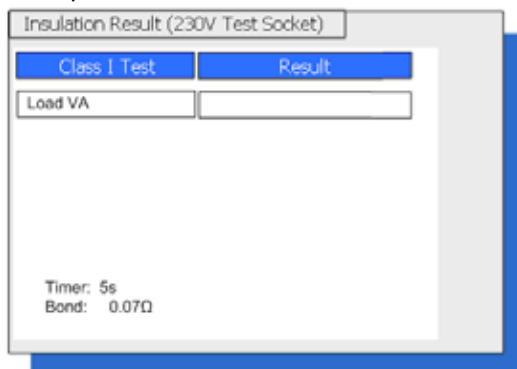 Insulation Result (230V Test Socket)
Class I Test Result
Load VA
Timer: 5s
Bond: 0.07Ω